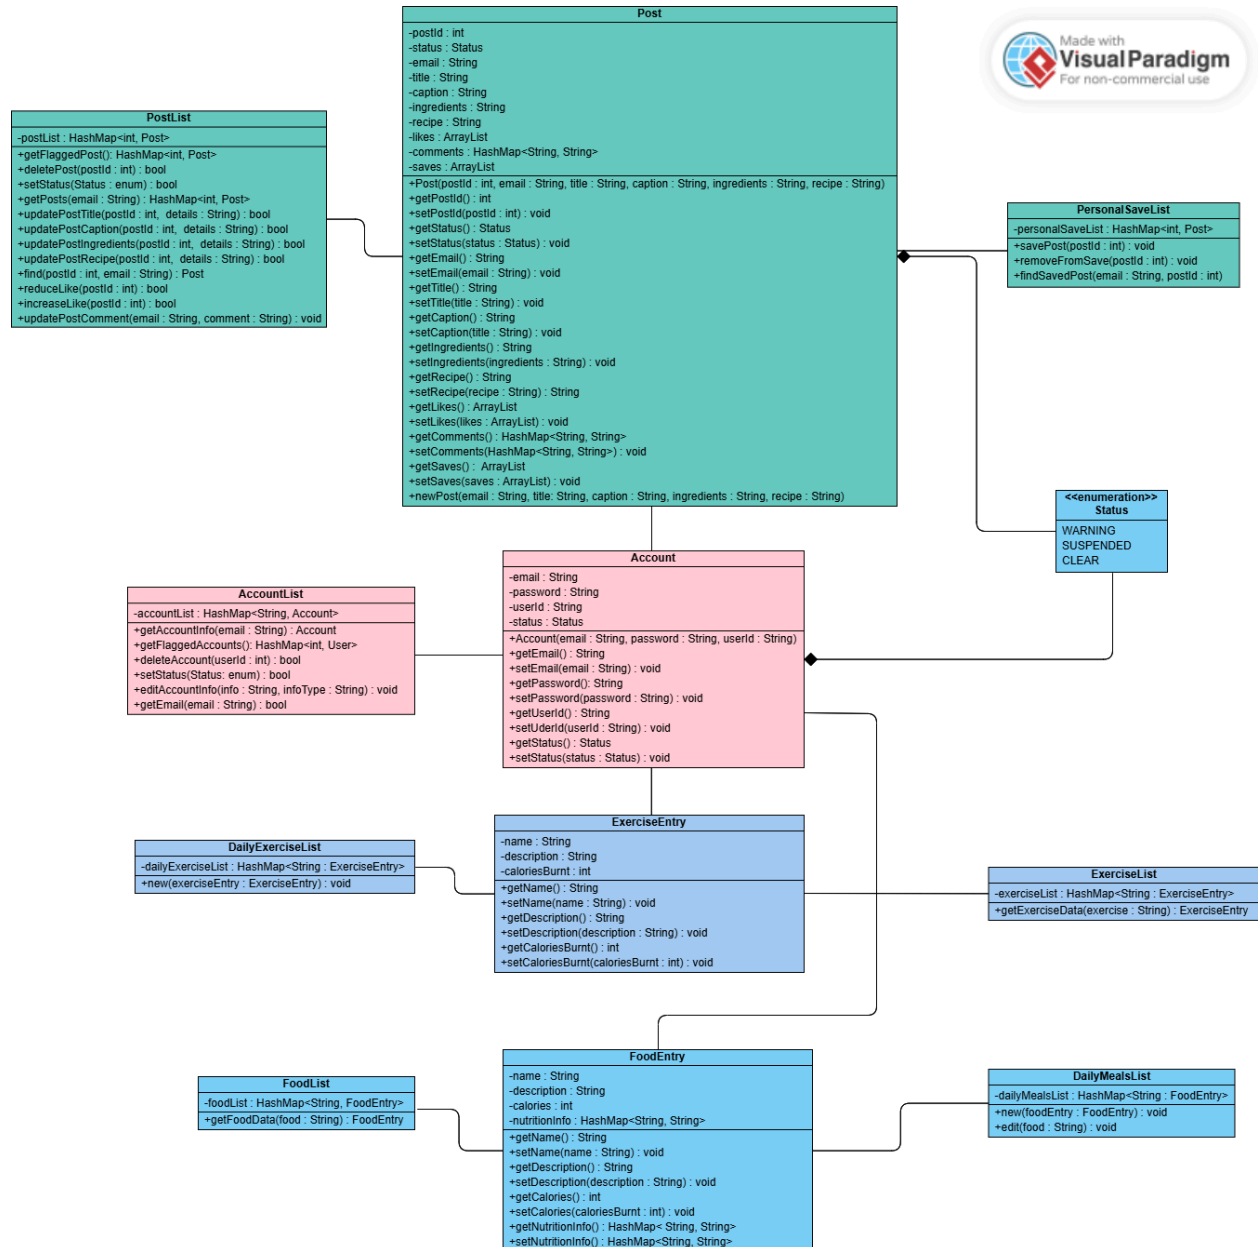 Post
-postId : int
-status : Status
-email : String
-title : String
-caption : String
-ingredients : String
-recipe : String
-likes : ArrayList
-comments : HashMap<String, String>
-saves : ArrayList
+Post(postId : int, email : String, title : String, caption : String, ingredients : String, recipe : String)
+getPostId() : int
+setPostId(postId : int) : void
+getStatus() : Status
+setStatus(status : Status) : void
+getEmail() : String
+setEmail(email : String) : void
+getTitle() : String
+setTitle(title : String) : void
+getCaption() : String
+setCaption(title : String) : void
+getIngredients() : String
+setIngredients(ingredients : String) : void
+getRecipe() : String
+setRecipe(recipe : String) : String
+getLikes() : ArrayList
+setLikes(likes : ArrayList) : void
+getComments() : HashMap<String, String>
+setComments(HashMap<String, String>) : void
+getSaves() : ArrayList
+setSaves(saves : ArrayList) : void
+newPost(email : String, title: String, caption : String, ingredients : String, recipe : String)
Made with
Visual Paradigm
For non-commercial use
PostList
-postList : HashMap<int, Post>
+getFlaggedPost(): HashMap<int, Post>
+deletePost(postId : int) : bool
+setStatus(Status : enum) : bool
+getPosts(email : String) : HashMap<int, Post>
+updatePostTitle(postId : int, details : String) : bool
+updatePostCaption(postId : int, details : String) : bool
+updatePostIngredients(postId : int, details : String) : bool
+updatePostRecipe(postId : int, details : String) : bool
+find(postId : int, email : String) : Post
+reduceLike(postId : int) : bool
+increaseLike(postId : int) : bool
+updatePostComment(email : String, comment : String) : void
PersonalSaveList
-personalSaveList : HashMap<int, Post>
+savePost(postId : int) : void
+removeFromSave(postId : int) : void
+findSavedPost(email : String, postId : int)
<<enumeration>>
Status
WARNING
SUSPENDED
CLEAR
Account
-email : String
-password : String
-userId : String
-status : Status
+Account(email : String, password : String, userId : String)
+getEmail() : String
+setEmail(email : String) : void
+getPassword(): String
+setPassword(password : String) : void
+getUserId() : String
+setUderId(userId : String) : void
+getStatus() : Status
+setStatus(status : Status) : void
AccountList
-accountList : HashMap<String, Account>
+getAccountInfo(email : String) : Account
+getFlaggedAccounts(): HashMap<int, User>
+deleteAccount(userId : int) : bool
+setStatus(Status: enum) : bool
+editAccountInfo(info : String, infoType : String) : void
+getEmail(email : String) : bool
ExerciseEntry
-name : String
-description : String
-caloriesBurnt : int
+getName() : String
+setName(name : String) : void
+getDescription() : String
+setDescription(description : String) : void
+getCaloriesBurnt() : int
+setCaloriesBurnt(caloriesBurnt : int) : void
DailyExerciseList
-dailyExerciseList : HashMap<String : ExerciseEntry>
+new(exerciseEntry : ExerciseEntry) : void
ExerciseList
-exerciseList : HashMap<String : ExerciseEntry>
+getExerciseData(exercise : String) : ExerciseEntry
FoodEntry
-name : String
-description : String
-calories : int
-nutritionInfo : HashMap<String, String>
+getName() : String
+setName(name : String) : void
+getDescription() : String
+setDescription(description : String) : void
+getCalories() : int
+setCalories(caloriesBurnt : int) : void
+getNutritionInfo() : HashMap< String, String>
+setNutritionInfo() : HashMap<String, String>
FoodList
-foodList : HashMap<String, FoodEntry>
+getFoodData(food : String) : FoodEntry
DailyMealsList
-dailyMealsList : HashMap<String : FoodEntry>
+new(foodEntry : FoodEntry) : void
+edit(food : String) : void